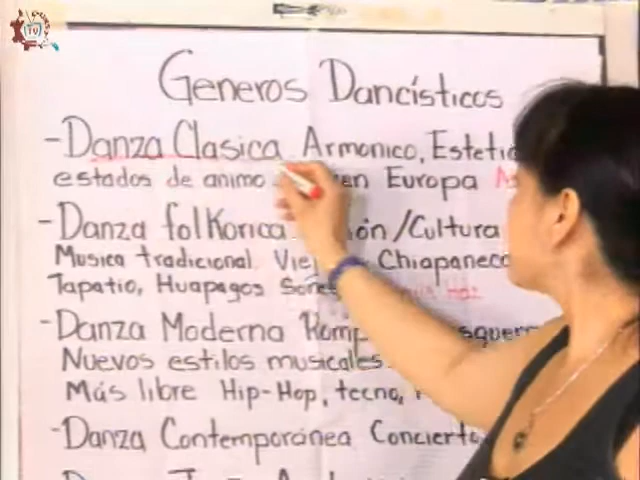 TV
Generos Dancísticos
-Danza Clasica Armonico,
estados de animo en Europa
-Danza folKorica /Cultura
Musica tradicional. Chiapaneco
Tapatio, Huapagos
-Danza Moderna
Nuevos estilos musicales.
Más libre Hip-Hop, tecno,
-Danza Contemporánea Concierto